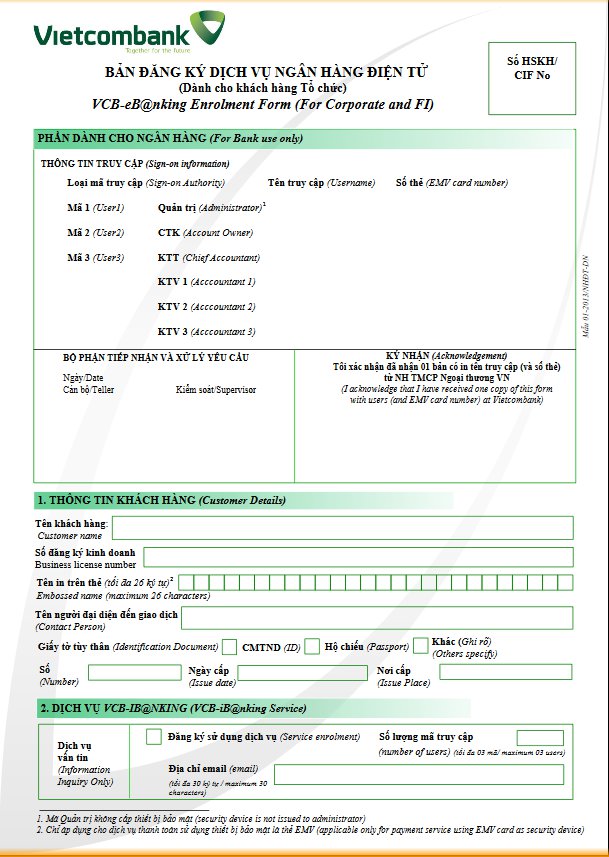 Vietcombank
Together for the future
Số HSKH/
CIF No
BẢN ĐĂNG KÝ DỊCH VỤ NGÂN HÀNG ĐIỆN TỬ
(Dành cho khách hàng Tổ chức)
VCB-eB@nking Enrolment Form (For Corporate and FI)
PHẦN DÀNH CHO NGÂN HÀNG (For Bank use only)
THÔNG TIN TRUY CẬP (Sign-on information)
Loại mã truy cập (Sign-on Authority) Tên truy cập (Username) Số thẻ (EMV card number)
Mã 1 (User1) Quản trị (Administrator)1
Mã 2 (User2) CTK (Account Owner)
Mã 3 (User3) KTT (Chief Accountant)
KTV 1 (Acccountant 1)
KTV 2 (Acccountant 2)
KTV 3 (Acccountant 3)
Mẫu 01-2013/NHĐT-DN
BỘ PHẬN TIẾP NHẬN VÀ XỬ LÝ YÊU CẦU
Ngày/Date
Cán bộ/Teller Kiểm soát/Supervisor
KÝ NHẬN (Acknowledgement)
Tôi xác nhận đã nhận 01 bản có in tên truy cập (và số thẻ)
từ NH TMCP Ngoại thương VN
(I acknowledge that I have received one copy of this form
with users (and EMV card number) at Vietcombank)
1. THÔNG TIN KHÁCH HÀNG (Customer Details)
Tên khách hàng:
Customer name
Số đăng ký kinh doanh
Business license number
Tên in trên thẻ (tối đa 26 ký tự)2
Embossed name (maximum 26 characters)
Tên người đại diện đến giao dịch
(Contact Person)
Giấy tờ tùy thân (Identification Document) CMTND (ID) Hộ chiếu (Passport) Khác (Ghi rõ)
(Others specify)
Số Ngày cấp Nơi cấp
(Number) (Issue date) (Issue Place)
2. DỊCH VỤ VCB-IB@NKING (VCB-iB@nking Service)
Dịch vụ
vấn tin
(Information
Inquiry Only)
Đăng ký sử dụng dịch vụ (Service enrolment) Số lượng mã truy cập
(number of users) (tối đa 03 mã/ maximum 03 users)
Địa chỉ email (email)
(tối đa 30 ký tự / maximum 30
characters)
1. Mã Quản trị không cấp thiết bị bảo mật (security device is not issued to administrator)
2. Chỉ áp dụng cho dịch vụ thanh toán sử dụng thiết bị bảo mật là thẻ EMV (applicable only for payment service using EMV card as security device)